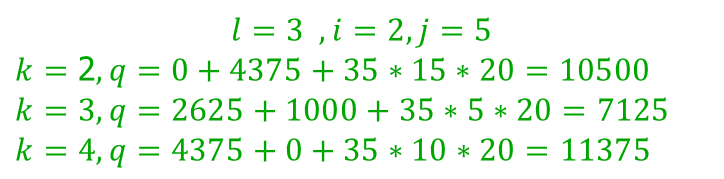 l = 3 , i = 2, j = 5
k = 2, q = 0 + 4375 + 35 ∗ 15 ∗ 20 = 10500
k = 3, q = 2625 + 1000 + 35 ∗ 5 ∗ 20 = 7125
k = 4, q = 4375 + 0 + 35 ∗ 10 ∗ 20 = 11375